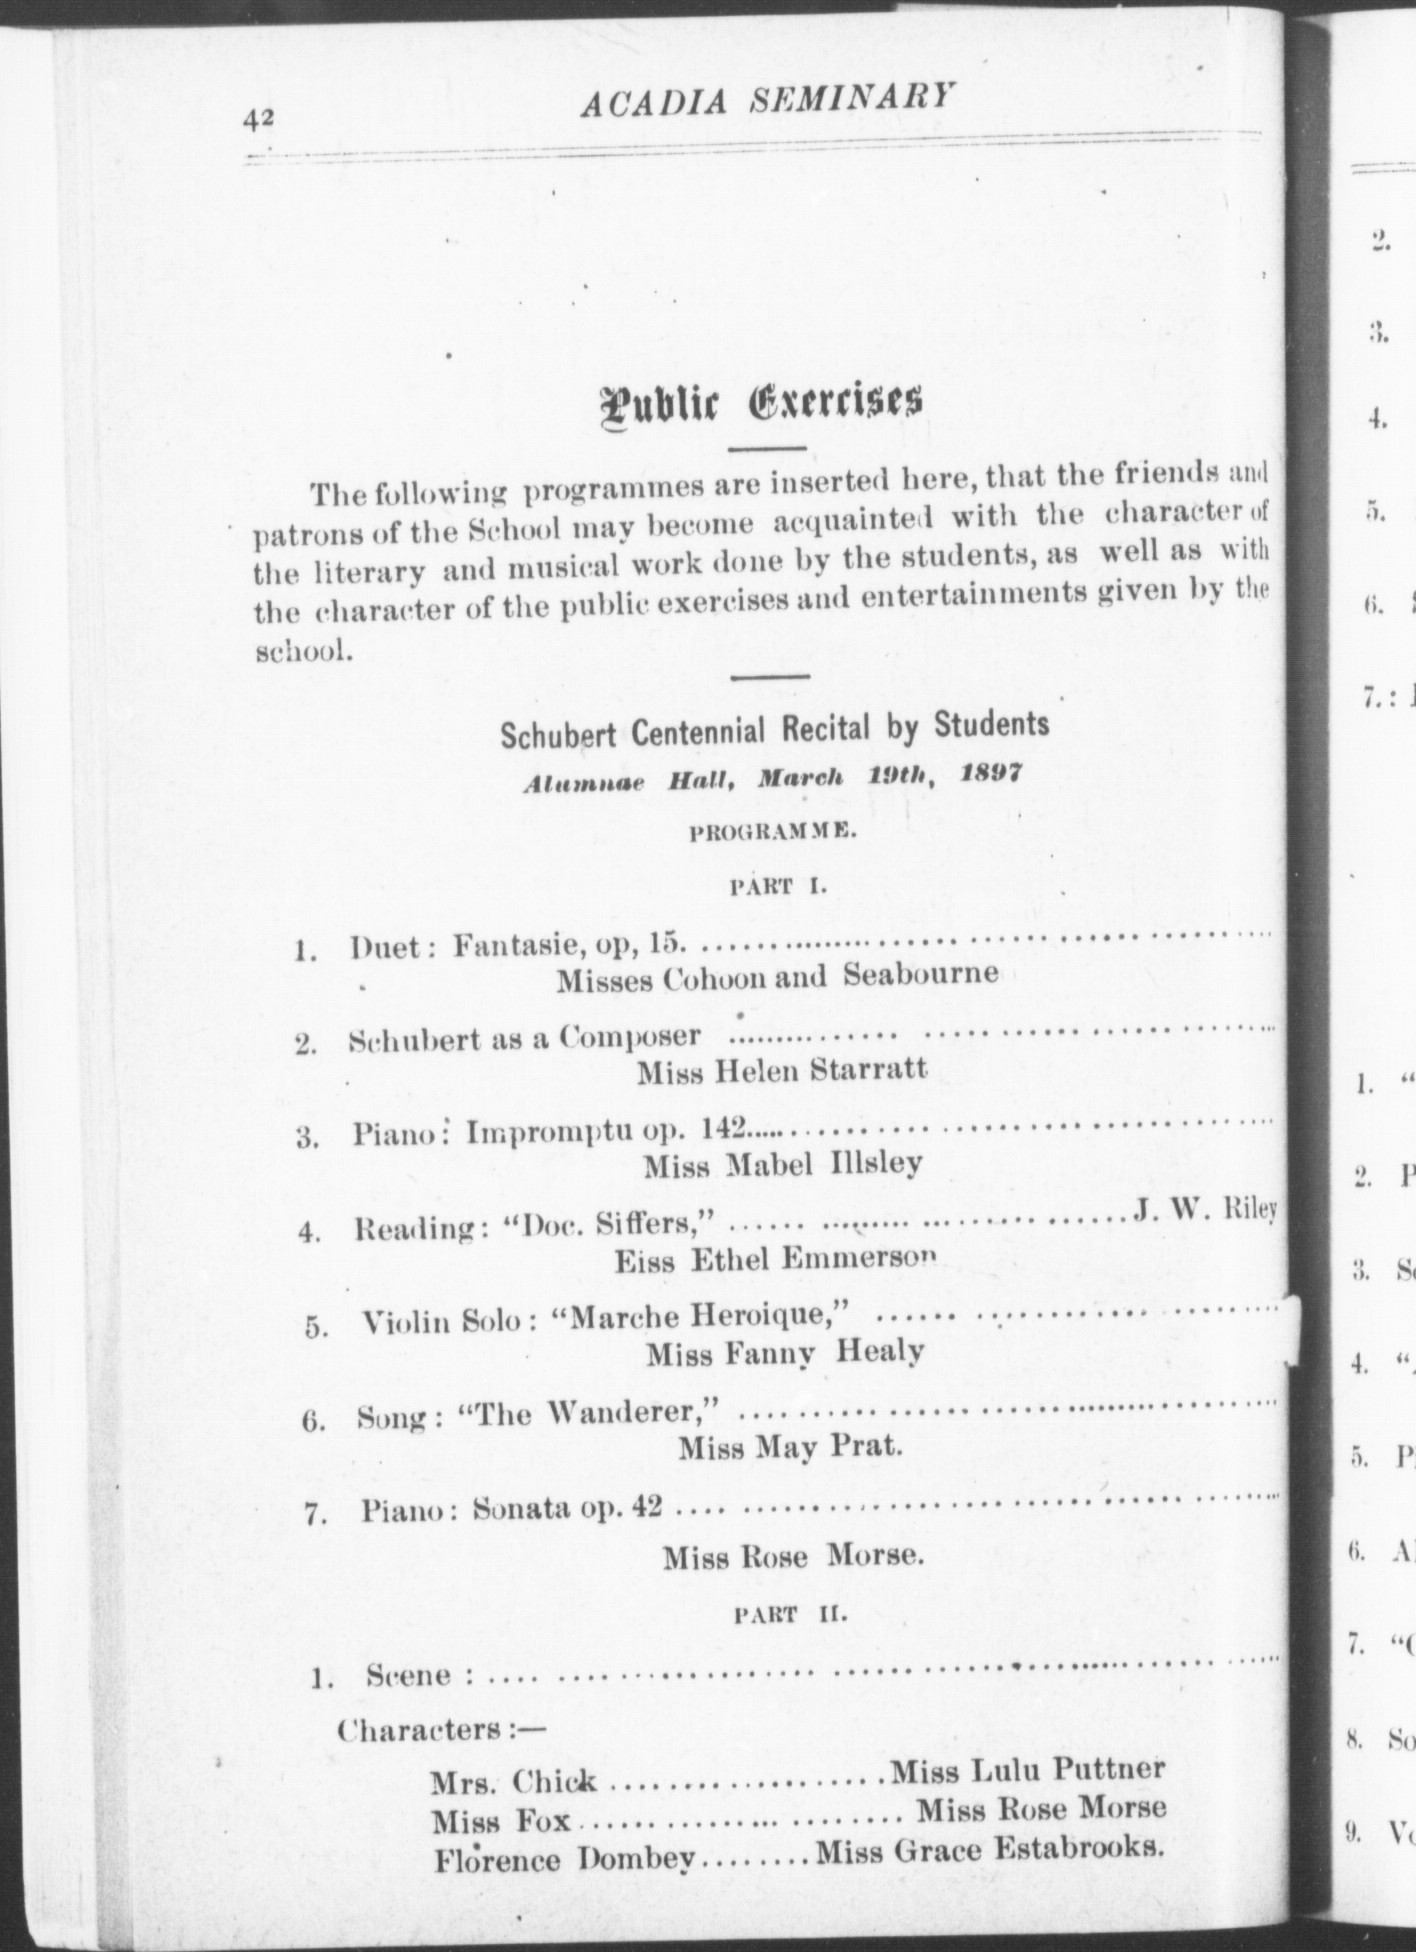 42
ACADIA SEMINARY
Public Exercises
The following programmes are inserted here, that the friends and
patrons of the School may become acquainted with the character of
the literary and musical work done by the students, as well as with
the character of the public exercises and entertainments given by the
school.
Schubert Centennial Recital by Students
Alumnae Hall, March 19th, 1897
PROGRAMME.
PART I.
1. Duet: Fantasie, op, 15. ........................................
Misses Cohoon and Seabourne
2. Schubert as a Composer ........................................
Miss Helen Starratt
3. Piano: Impromptu op. 142........................................
Miss Mabel Illsley
4. Reading: “Doc. Siffers,” ..............................J. W. Riley
Eiss Ethel Emmerson
5. Violin Solo: “Marche Heroique,” ..............................
Miss Fanny Healy
6. Song: “The Wanderer,” ........................................
Miss May Prat.
7. Piano: Sonata op. 42 ........................................
Miss Rose Morse.
PART II.
1. Scene : ..................................................
Characters :—
Mrs. Chick ...................Miss Lulu Puttner
Miss Fox...................... Miss Rose Morse
Florence Dombey........Miss Grace Estabrooks.
2.
3.
4.
5.
6.
7. :
1. “
2. P
3.
4. “
5. P
6. A
7. “
8. So
9.